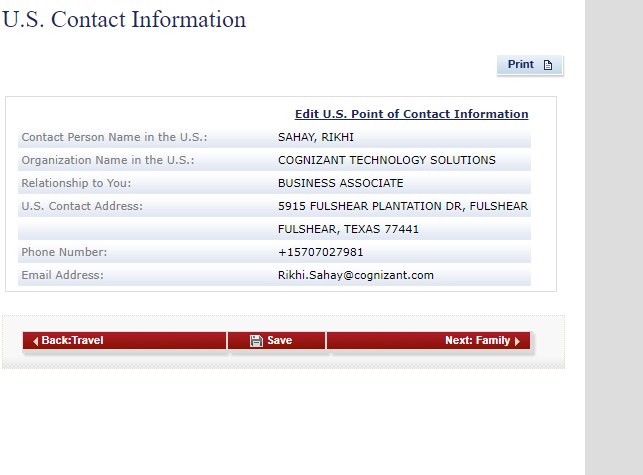 U.S. Contact Information
Print
Edit U.S. Point of Contact Information
Contact Person Name in the U.S.: SAHAY, RIKHI
Organization Name in the U.S.: COGNIZANT TECHNOLOGY SOLUTIONS
Relationship to You: BUSINESS ASSOCIATE
U.S. Contact Address: 5915 FULSHEAR PLANTATION DR, FULSHEAR
FULSHEAR, TEXAS 77441
Phone Number: +15707027981
Email Address: Rikhi.Sahay@cognizant.com
Back:Travel Save Next: Family